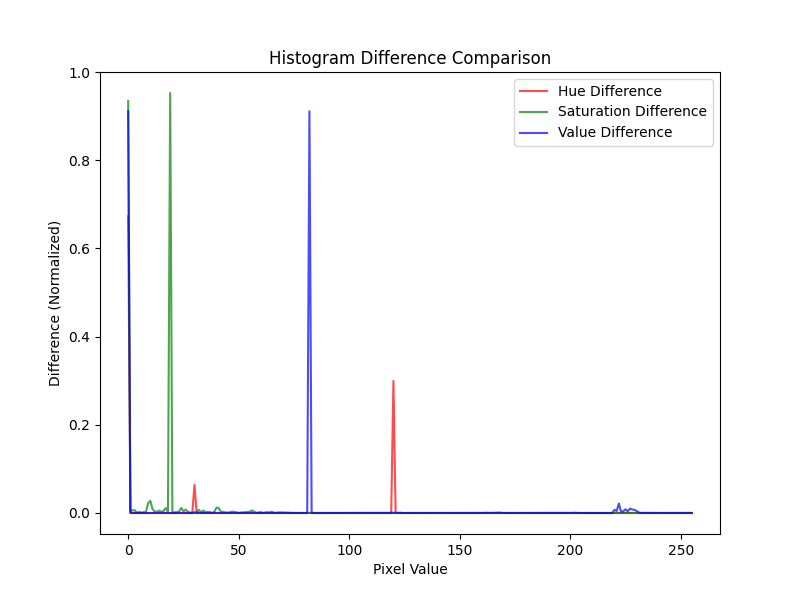 Histogram Difference Comparison
Hue Difference
Saturation Difference
Value Difference
Difference (Normalized)
1.0
0.8
0.6
0.4
0.2
0.0
0 50 100 150 200 250
Pixel Value